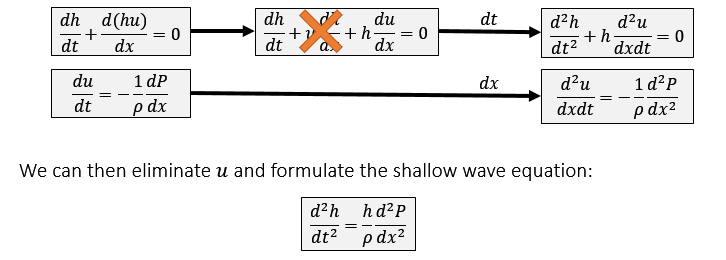 dh/dt + d(hu)/dx = 0
dh/dt + u dh/dx + h du/dx = 0
dt
d²h/dt² + h d²u/dxdt = 0
du/dt = − 1/ρ dP/dx
dx
d²u/dxdt = − 1/ρ d²P/dx²
We can then eliminate u and formulate the shallow wave equation:
d²h/dt² = h/ρ d²P/dx²